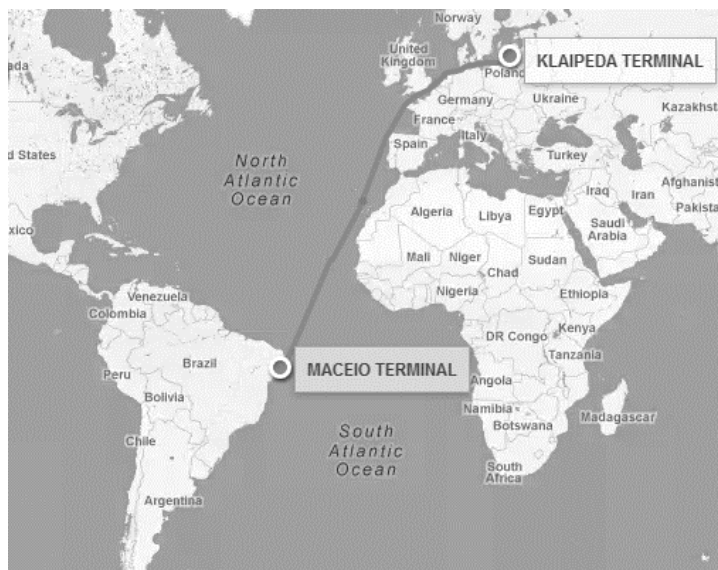 Norway
United
Kingdom
KLAIPEDA TERMINAL
ada
Poland
Germany
Ukraine
Kazakhst
France
Italy
Spain
Turkey
d States
North
Atlantic
Ocean
Afghanist
Iraq
Iran
Pakist
Algeria
Libya
Egypt
Saudi
Arabia
xico
Mali
Niger
Sudan
Chad
Nigeria
Ethiopia
Venezuela
Colombia
Kenya
DR Congo
Tanzania
Brazil
Peru
MACEIO TERMINAL
Angola
Bolivia
Namibia
Botswana
Madagascar
South
Atlantic
Ocean
Chile
South
Africa
Argentina